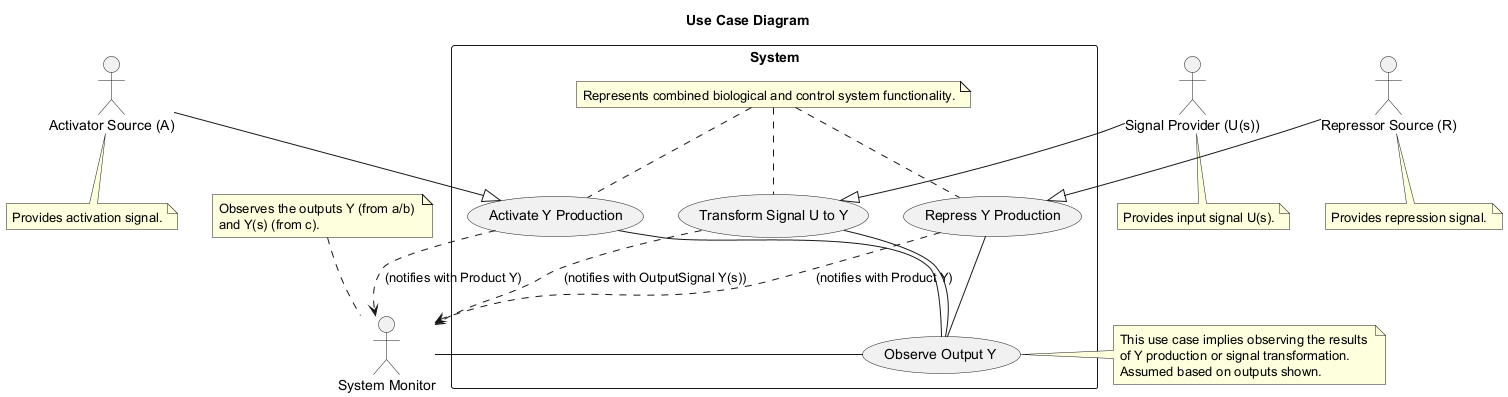 Use Case Diagram
System
Represents combined biological and control system functionality.
Activator Source (A)
Signal Provider (U(s))
Repressor Source (R)
Provides activation signal.
Observes the outputs Y (from a/b)
and Y(s) (from c).
Activate Y Production
Transform Signal U to Y
Repress Y Production
Provides input signal U(s).
Provides repression signal.
(notifies with Product Y)
(notifies with OutputSignal Y(s))
(notifies with Product Y)
System Monitor
Observe Output Y
This use case implies observing the results
of Y production or signal transformation.
Assumed based on outputs shown.